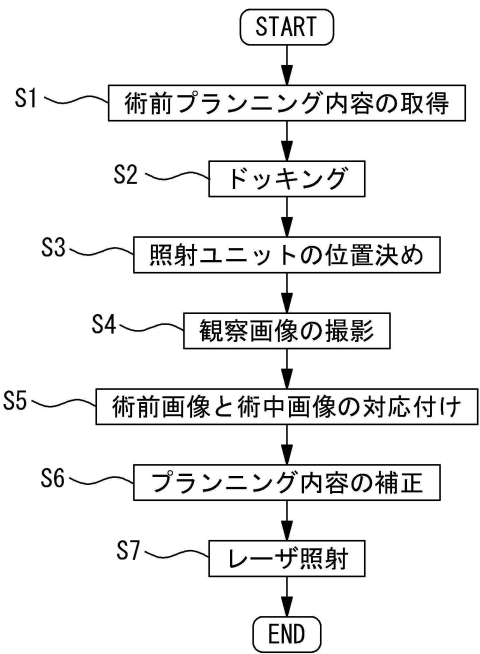 START
S1 術前プランニング内容の取得
S2 ドッキング
S3 照射ユニットの位置決め
S4 観察画像の撮影
S5 術前画像と術中画像の対応付け
S6 プランニング内容の補正
S7 レーザ照射
END